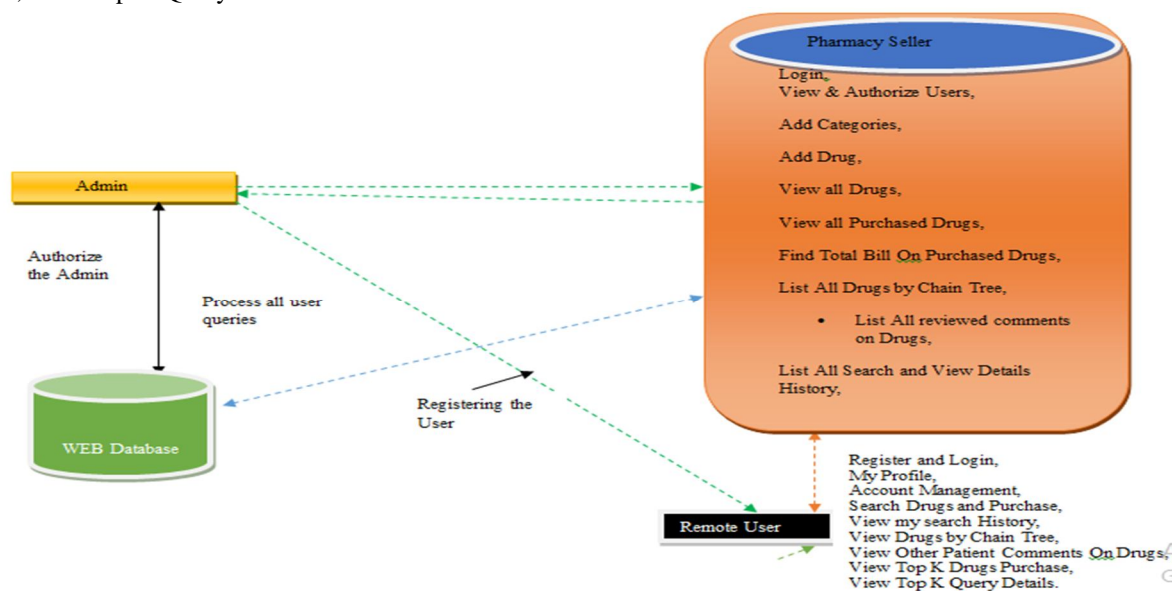 Pharmacy Seller
Login,
View & Authorize Users,
Add Categories,
Add Drug,
View all Drugs,
View all Purchased Drugs,
Find Total Bill On Purchased Drugs,
List All Drugs by Chain Tree,
• List All reviewed comments
on Drugs,
List All Search and View Details
History,
Admin
Authorize
the Admin
Process all user
queries
WEB Database
Registering the
User
Remote User
Register and Login,
My Profile,
Account Management,
Search Drugs and Purchase,
View my search History,
View Drugs by Chain Tree,
View Other Patient Comments On Drugs,
View Top K Drugs Purchase,
View Top K Query Details.